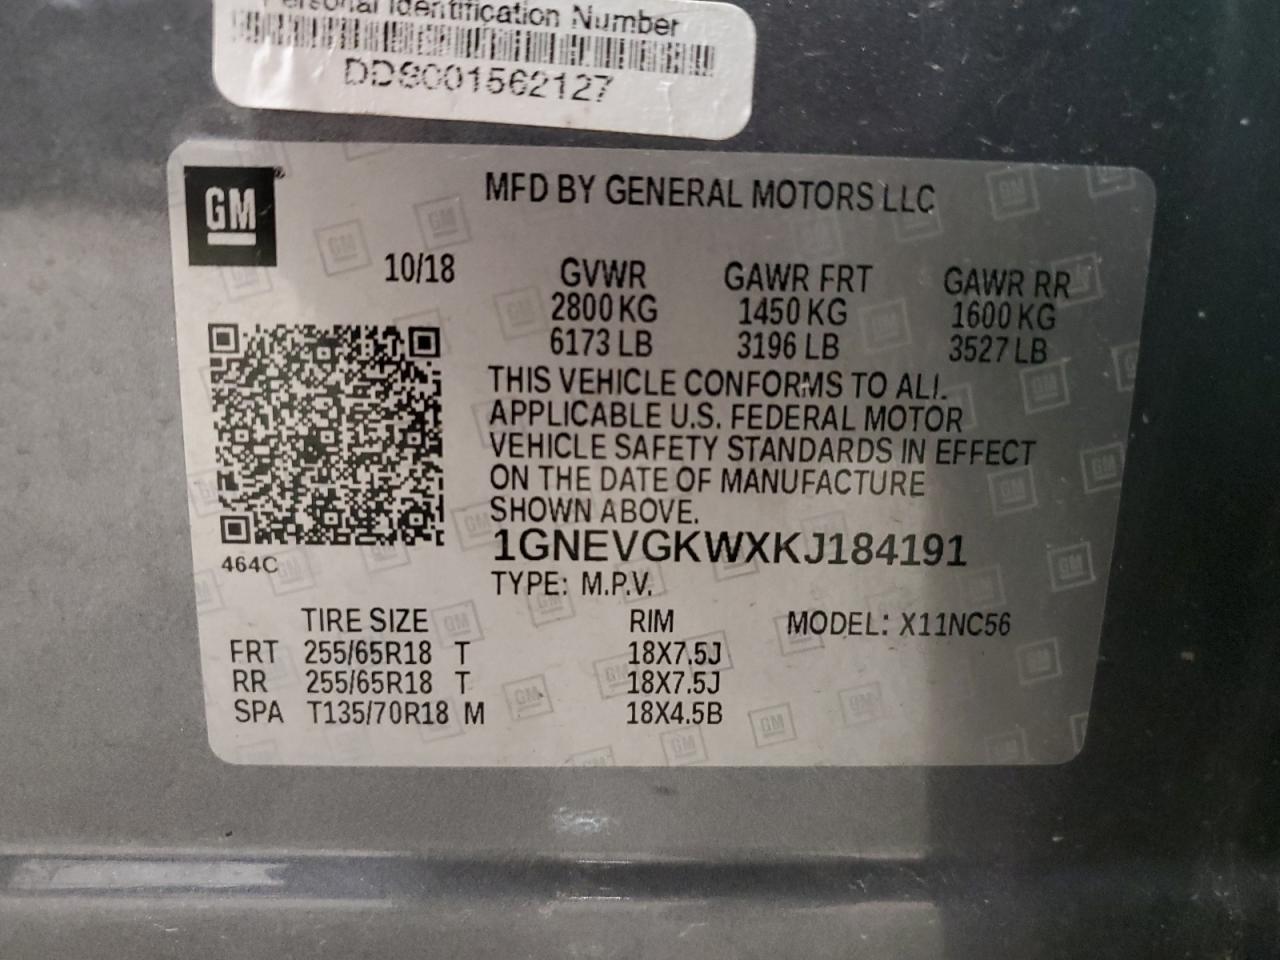 Personal Identification Number
DDS001562127
GM
MFD BY GENERAL MOTORS LLC
10/18
GVWR GAWR FRT GAWR RR
2800 KG 1450 KG 1600 KG
6173 LB 3196 LB 3527 LB
THIS VEHICLE CONFORMS TO ALL
APPLICABLE U.S. FEDERAL MOTOR
VEHICLE SAFETY STANDARDS IN EFFECT
ON THE DATE OF MANUFACTURE
SHOWN ABOVE.
1GNEVGKWXKJ184191
464C
TYPE: M.P.V.
TIRE SIZE RIM MODEL: X11NC56
FRT 255/65R18 T 18X7.5J
RR 255/65R18 T 18X7.5J
SPA T135/70R18 M 18X4.5B